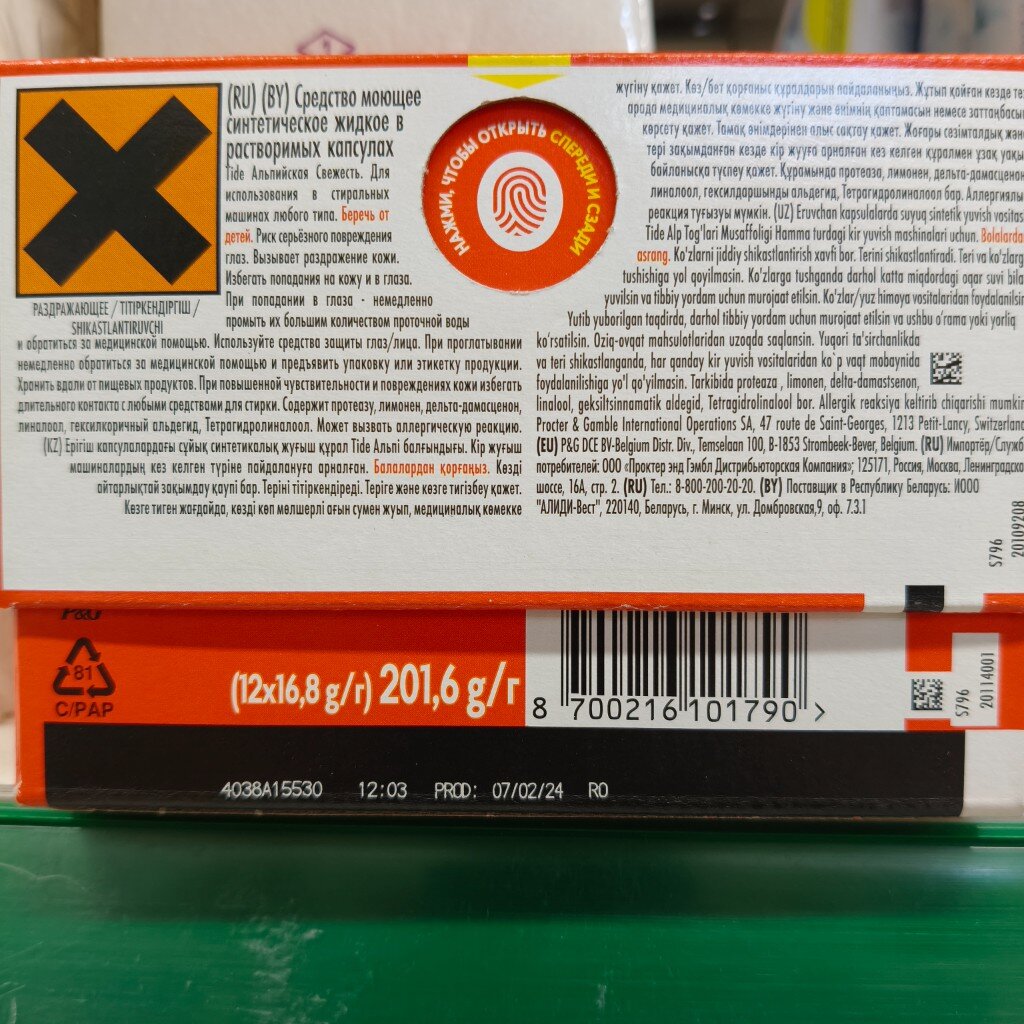 (RU) (BY) Средство моющее
синтетическое жидкое в
растворимых капсулах
Tide Альпийская Свежесть. Для
использования в стиральных
машинах любого типа. Беречь от
детей. Риск серьёзного повреждения
глаз. Вызывает раздражение кожи.
Избегать попадания на кожу и в глаза.
При попадании в глаза - немедленно
промыть их большим количеством проточной воды
РАЗДРАЖАЮЩЕЕ / ТІТІРКЕНДІРГІШ /
SHIKASTLANTIRUVCHI
и обратиться за медицинской помощью. Используйте средства защиты глаз/лица. При проглатывании
немедленно обратиться за медицинской помощью и предъявить упаковку или этикетку продукции.
Хранить вдали от пищевых продуктов. При повышенной чувствительности и повреждениях кожи избегать
длительного контакта с любыми средствами для стирки. Содержит протеазу, лимонен, дельта-дамасценон,
линалоол, гексилкоричный альдегид, Тетрагидролиналоол. Может вызвать аллергическую реакцию.
(KZ) Ерігіш капсулалардағы сұйық синтетикалық жуғыш құрал Tide Альпі балғындығы. Кір жуғыш
машиналардың кез келген түріне пайдалануға арналған. Балалардан қорғаңыз. Көзді
айтарлықтай зақымдау қаупі бар. Теріні тітіркендіреді. Теріге және көзге тигізбеу қажет.
Көзге тиген жағдайда, көзді көп мөлшерлі ағын сумен жуып, медициналық көмекке
НАЖМИ, ЧТОБЫ ОТКРЫТЬ СПЕРЕДИ И СЗАДИ
жүгіну қажет. Көз/бет қорғаныс құралдарын пайдаланыңыз. Жұтып қойған кезде тез
арада медициналық көмекке жүгіну және өнімнің қаптамасын немесе заттаңбасын
көрсету қажет. Тамақ өнімдерінен алыс сақтау қажет. Жоғары сезімталдық және
тері зақымданған кезде кір жууға арналған кез келген құралмен ұзақ уақыт
байланысқа түспеу қажет. Құрамында протеаза, лимонен, дельта-дамасценон
линалоол, гексилдаршынды альдегид, Тетрагидролиналоол бар. Аллергиялық
реакция туғызуы мүмкін. (UZ) Eruvchan kapsulalarda suyuq sintetik yuvish vositasi
Tide Alp Tog'lari Musaffoligi Hamma turdagi kir yuvish mashinalari uchun. Bolalardan
asrang. Ko'zlarni jiddiy shikastlantirish xavfi bor. Terini shikastlantiradi. Teri va ko'zlarga
tushishiga yol qoyilmasin. Ko'zlarga tushganda darhol katta miqdordagi oqar suvi bilan
yuvilsin va tibbiy yordam uchun murojaat etilsin. Ko'zlar/yuz himoya vositalaridan foydalanilsin
Yutib yuborilgan taqdirda, darhol tibbiy yordam uchun murojaat etilsin va ushbu o'rama yoki yorliq
ko'rsatilsin. Oziq-ovqat mahsulotlaridan uzoqda saqlansin. Yuqori ta'sirchanlikda
va teri shikastlanganda, har qanday kir yuvish vositalaridan ko`p vaqt mobaynida
foydalanilishiga yo'l qo'yilmasin. Tarkibida proteaza , limonen, delta-damastsenon,
linalool, geksiltsinnamatik aldegid, Tetragidrolinalool bor. Allergik reaksiya keltirib chiqarishi mumkin
Procter & Gamble International Operations SA, 47 route de Saint-Georges, 1213 Petit-Lancy, Switzerland
(EU) P&G DCE BV-Belgium Distr. Div., Temselaan 100, B-1853 Strombeek-Bever, Belgium. (RU) Импортёр/Служба
потребителей: ООО «Проктер энд Гэмбл Дистрибьюторская Компания»; 125171, Россия, Москва, Ленинградское
шоссе, 16А, стр. 2. (RU) Тел.: 8-800-200-20-20. (BY) Поставщик в Республику Беларусь: ИООО
"АЛИДИ-Вест", 220140, Беларусь, г. Минск, ул. Домбровская,9, оф. 7.3.1
S796
20109208
P&G
81
C/PAP
(12x16,8 g/г) 201,6 g/г
8 700216 101790 >
S796
20114001
4038A15530 12:03 PROD: 07/02/24 RO